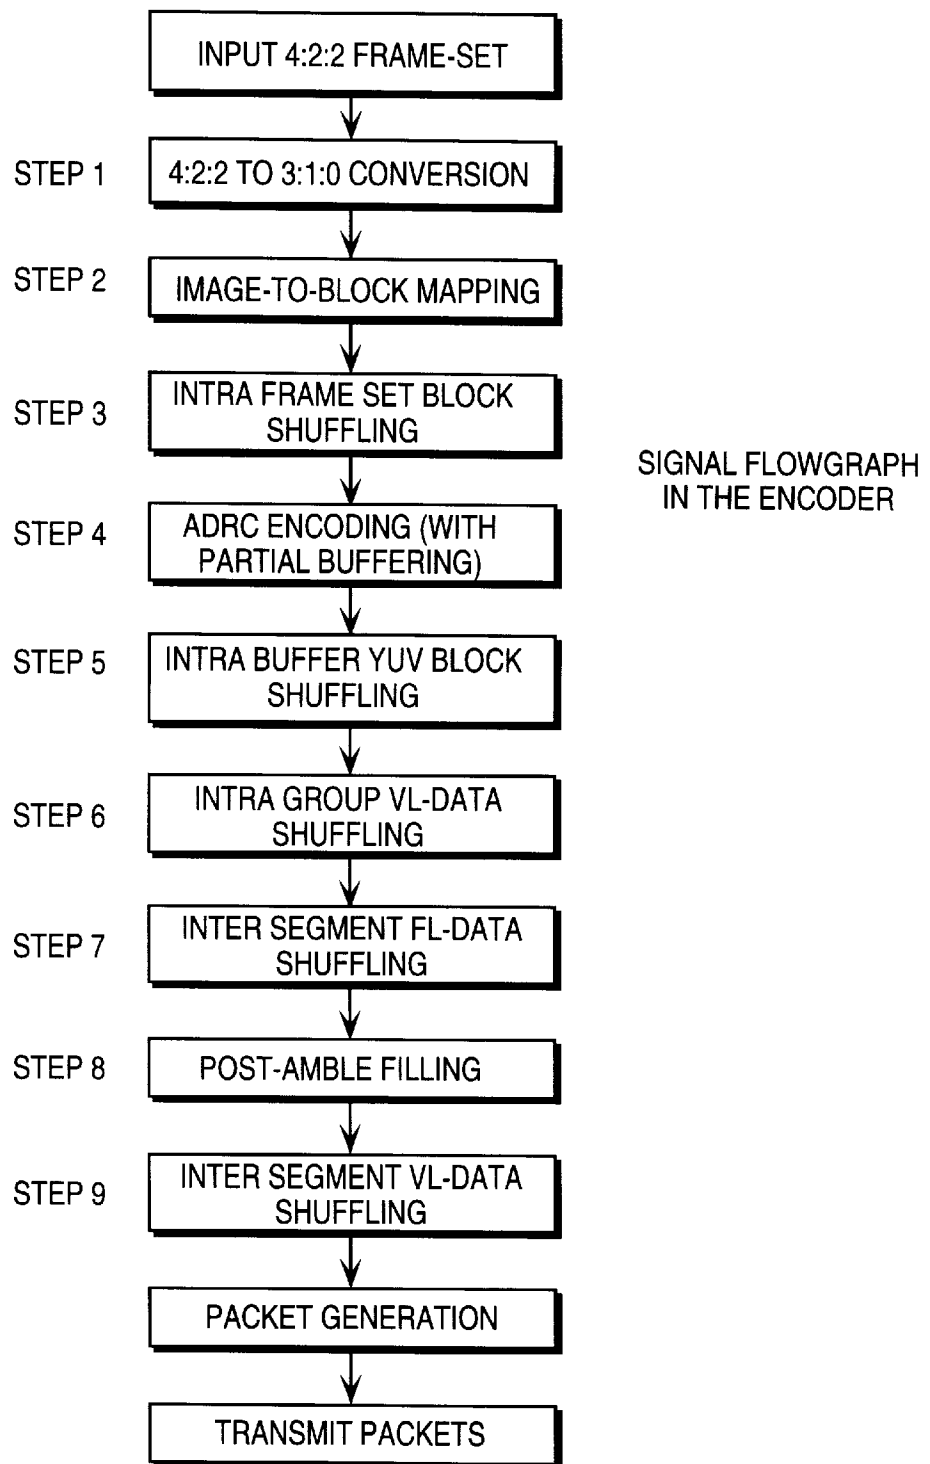 INPUT 4:2:2 FRAME-SET
STEP 1
4:2:2 TO 3:1:0 CONVERSION
STEP 2
IMAGE-TO-BLOCK MAPPING
STEP 3
INTRA FRAME SET BLOCK
SHUFFLING
SIGNAL FLOWGRAPH
IN THE ENCODER
STEP 4
ADRC ENCODING (WITH
PARTIAL BUFFERING)
STEP 5
INTRA BUFFER YUV BLOCK
SHUFFLING
STEP 6
INTRA GROUP VL-DATA
SHUFFLING
STEP 7
INTER SEGMENT FL-DATA
SHUFFLING
STEP 8
POST-AMBLE FILLING
STEP 9
INTER SEGMENT VL-DATA
SHUFFLING
PACKET GENERATION
TRANSMIT PACKETS